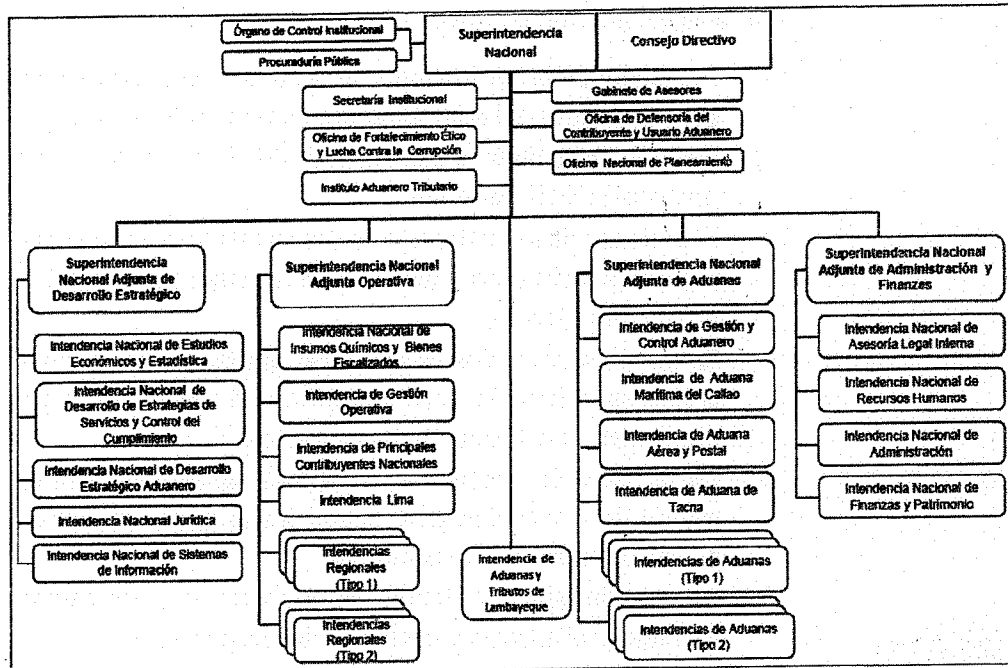 Órgano de Control Institucional
Procuraduría Pública
Superintendencia
Nacional
Consejo Directivo
Secretaría Institucional
Gabinete de Asesores
Oficina de Fortalecimiento Ético
y Lucha Contra la Corrupción
Oficina de Defensoría del
Contribuyente y Usuario Aduanero
Oficina Nacional de Planeamiento
Instituto Aduanero Tributario
Superintendencia
Nacional Adjunta de
Desarrollo Estratégico
Intendencia Nacional de Estudios
Económicos y Estadística
Intendencia Nacional de
Desarrollo de Estrategias de
Servicios y Control del
Cumplimiento
Intendencia Nacional de Desarrollo
Estratégico Aduanero
Intendencia Nacional Jurídica
Intendencia Nacional de Sistemas
de Información
Superintendencia Nacional
Adjunta Operativa
Intendencia Nacional de
Insumos Químicos y Bienes
Fiscalizados
Intendencia de Gestión
Operativa
Intendencia de Principales
Contribuyentes Nacionales
Intendencia Lima
Intendencias
Regionales
(Tipo 1)
Intendencias
Regionales
(Tipo 2)
Intendencia de
Aduanas y
Tributos de
Lambayeque
Superintendencia Nacional
Adjunta de Aduanas
Intendencia de Gestión y
Control Aduanero
Intendencia de Aduana
Marítima del Callao
Intendencia de Aduana
Aérea y Postal
Intendencia de Aduana de
Tacna
Intendencias de Aduanas
(Tipo 1)
Intendencias de Aduanas
(Tipo 2)
Superintendencia Nacional
Adjunta de Administración y
Finanzas
Intendencia Nacional de
Asesoría Legal Interna
Intendencia Nacional de
Recursos Humanos
Intendencia Nacional de
Administración
Intendencia Nacional de
Finanzas y Patrimonio